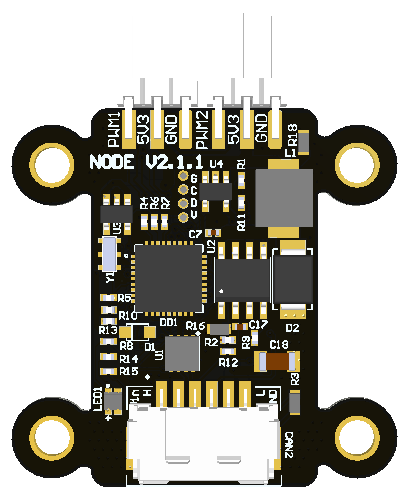 PWM1 5V3 GND PWM2 5V3 GND R18
NODE V2.1.1 U4 R1 L1
G
C
D
V
R4 R6 R7 R11
U3 C7 U2
Y1
R5
R10 DD1 D2
R13 R16 C17
R8 D1 R2 R9
U1 R12 C18
R14
R15 R3
LED1 H L GND
CAN2